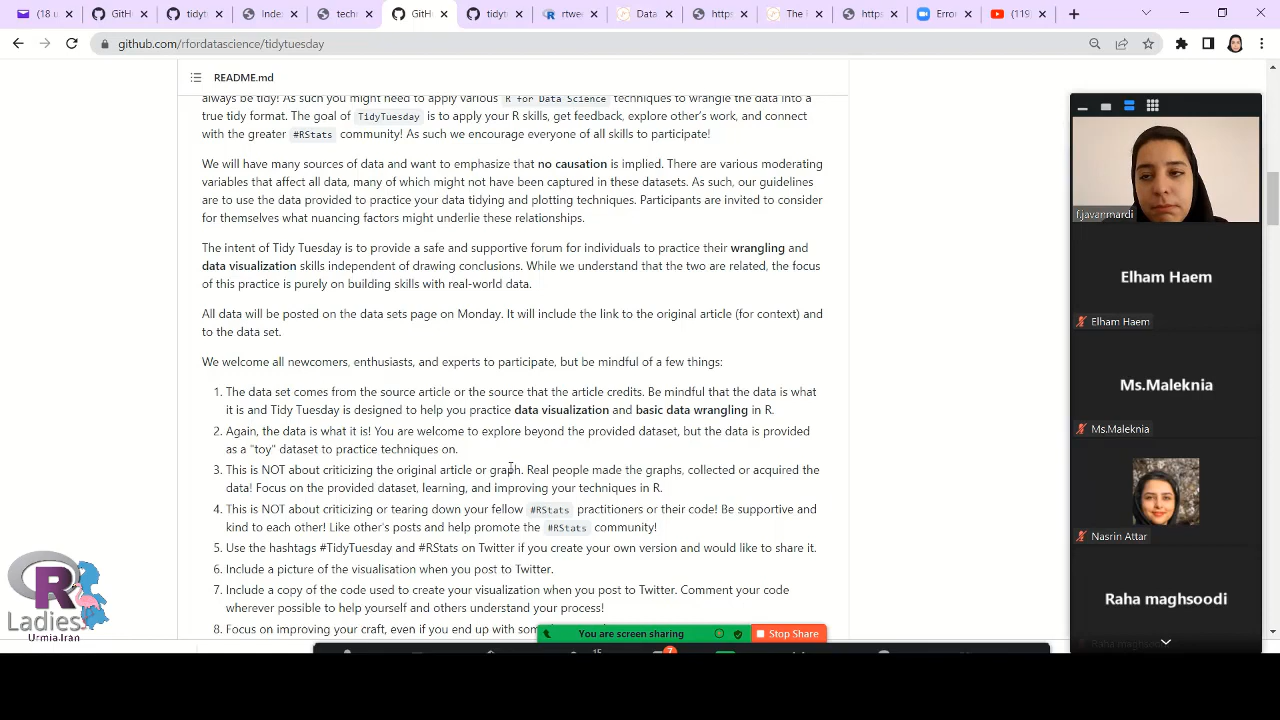 (18 u
GitHu
tidyt
Inde
tech
GitH
tidyt
rtwe
Data
https
The l
https
Error
(119)
github.com/rfordatascience/tidytuesday
README.md
always be tidy! As such you might need to apply various R for Data Science techniques to wrangle the data into a
true tidy format. The goal of TidyTuesday apply your R skills, get feedback, explore other's work, and connect
with the greater #RStats community! As such we encourage everyone of all skills to participate!
We will have many sources of data and want to emphasize that no causation is implied. There are various moderating
variables that affect all data, many of which might not have been captured in these datasets. As such, our guidelines
are to use the data provided to practice your data tidying and plotting techniques. Participants are invited to consider
for themselves what nuancing factors might underlie these relationships.
The intent of Tidy Tuesday is to provide a safe and supportive forum for individuals to practice their wrangling and
data visualization skills independent of drawing conclusions. While we understand that the two are related, the focus
of this practice is purely on building skills with real-world data.
All data will be posted on the data sets page on Monday. It will include the link to the original article (for context) and
to the data set.
We welcome all newcomers, enthusiasts, and experts to participate, but be mindful of a few things:
1. The data set comes from the source article or the source that the article credits. Be mindful that the data is what
it is and Tidy Tuesday is designed to help you practice data visualization and basic data wrangling in R.
2. Again, the data is what it is! You are welcome to explore beyond the provided dataset, but the data is provided
as a "toy" dataset to practice techniques on.
3. This is NOT about criticizing the original article or graph. Real people made the graphs, collected or acquired the
data! Focus on the provided dataset, learning, and improving your techniques in R.
4. This is NOT about criticizing or tearing down your fellow #RStats practitioners or their code! Be supportive and
kind to each other! Like other's posts and help promote the #RStats community!
5. Use the hashtags #TidyTuesday and #RStats on Twitter if you create your own version and would like to share it.
6. Include a picture of the visualisation when you post to Twitter.
7. Include a copy of the code used to create your visualization when you post to Twitter. Comment your code
wherever possible to help yourself and others understand your process!
8. Focus on improving your craft, even if you end up with som
You are screen sharing
Stop Share
15
7
f.javanmardi
Elham Haem
Elham Haem
Ms.Maleknia
Ms.Maleknia
Nasrin Attar
Raha maghsoodi
Raha maghsoodi
R
Ladies
Urmia.Iran